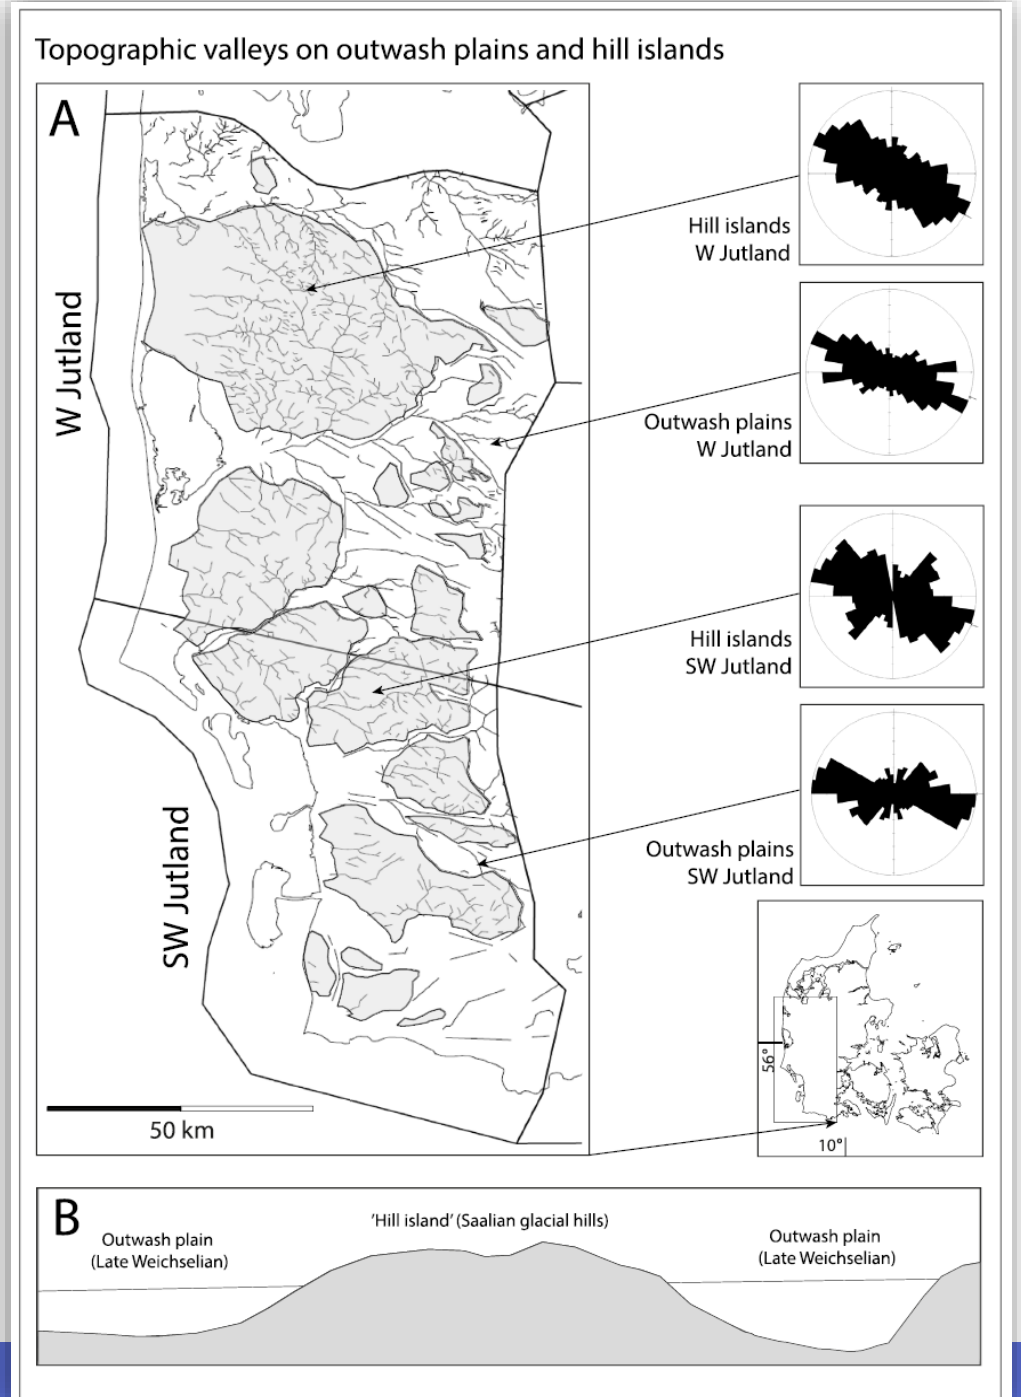 Topographic valleys on outwash plains and hill islands
A
W Jutland
SW Jutland
Hill islands
W Jutland
Outwash plains
W Jutland
Hill islands
SW Jutland
Outwash plains
SW Jutland
56°
10°
50 km
B
Outwash plain
(Late Weichselian)
'Hill island' (Saalian glacial hills)
Outwash plain
(Late Weichselian)